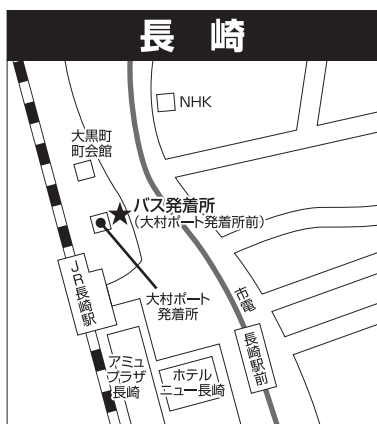 長崎
NHK
大黒町
町会館
バス発着所
(大村ポート発着所前)
大村ポート
発着所
JR長崎駅
市電
長崎駅前
アミュ
プラザ
長崎
ホテル
ニュー長崎